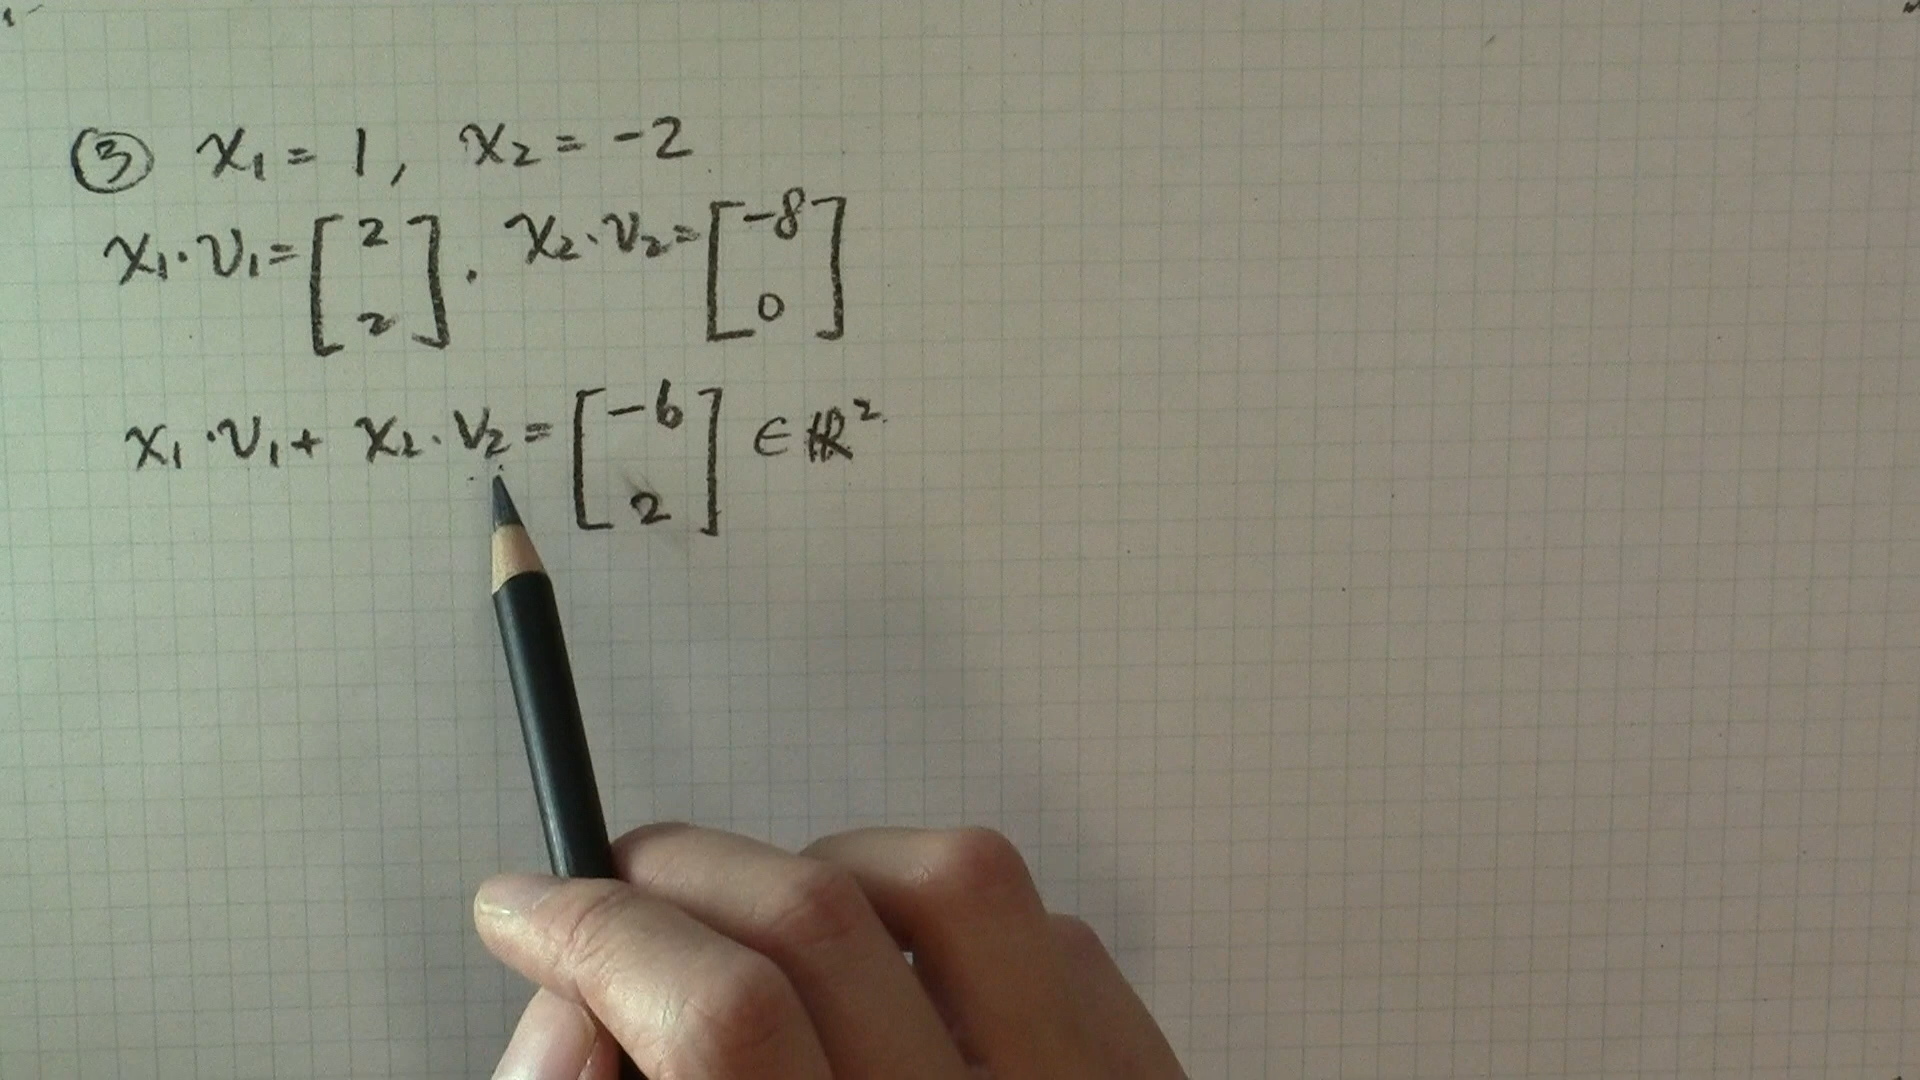 ③ x₁ = 1, x₂ = -2
x₁·v₁ = [2 2]. x₂·v₂ = [-8 0]
x₁·v₁ + x₂·v₂ = [-6 2] ∈ ℝ²